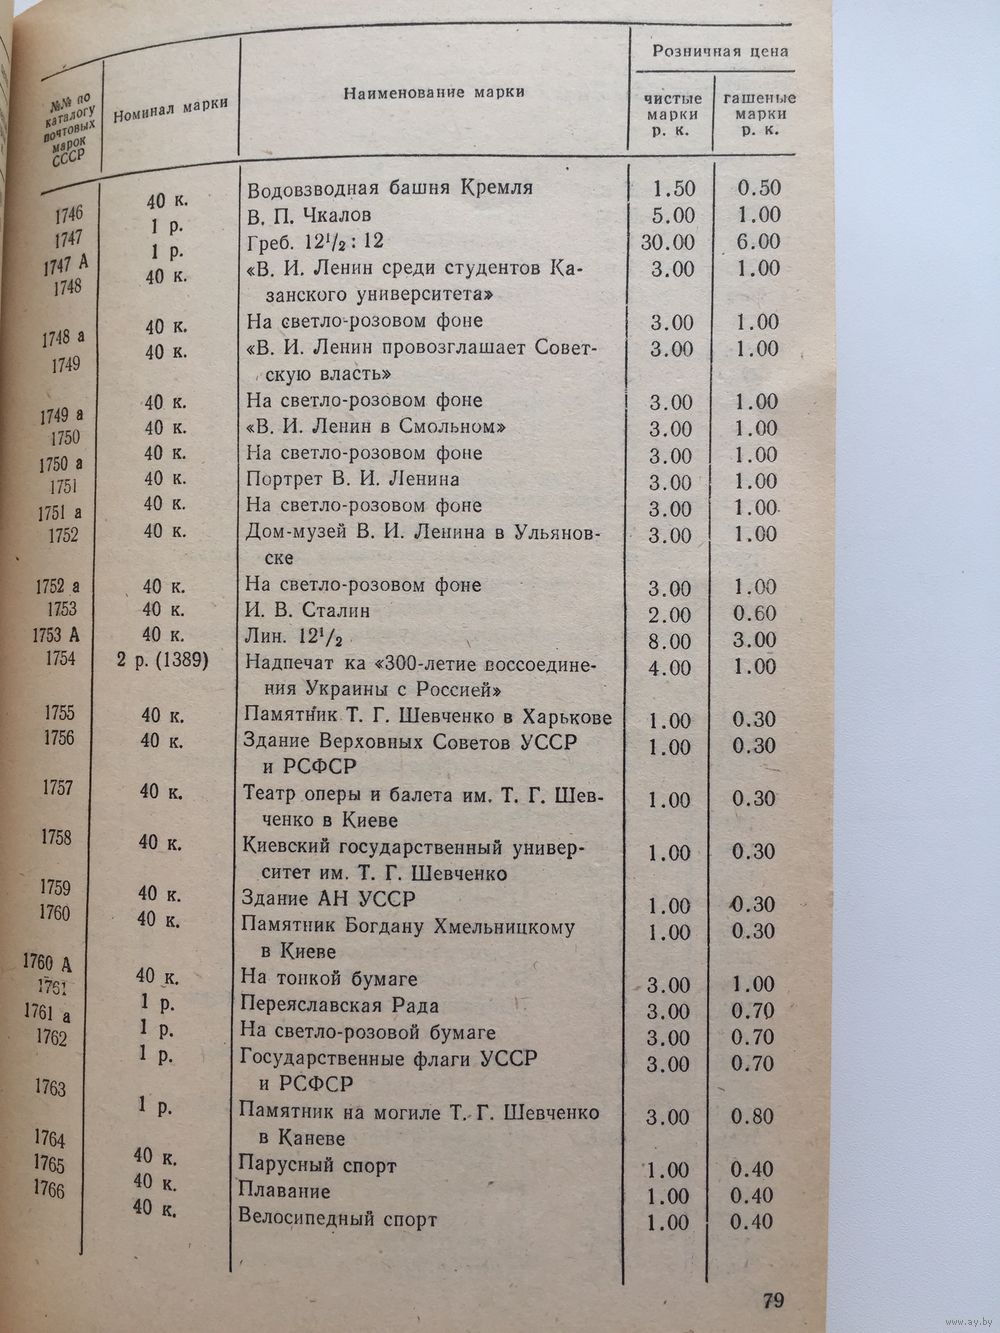 №№ по каталогу почтовых марок СССР Номинал марки Наименование марки Розничная цена
чистые марки р. к. гашеные марки р. к.
1746 40 к. Водовзводная башня Кремля 1.50 0.50
1747 1 р. В. П. Чкалов 5.00 1.00
1747 А 1 р. Греб. 12¹/₂ : 12 30.00 6.00
1748 40 к. «В. И. Ленин среди студентов Ка- 3.00 1.00
занского университета»
1748 а 40 к. На светло-розовом фоне 3.00 1.00
1749 40 к. «В. И. Ленин провозглашает Совет- 3.00 1.00
скую власть»
1749 а 40 к. На светло-розовом фоне 3.00 1.00
1750 40 к. «В. И. Ленин в Смольном» 3.00 1.00
1750 а 40 к. На светло-розовом фоне 3.00 1.00
1751 40 к. Портрет В. И. Ленина 3.00 1.00
1751 а 40 к. На светло-розовом фоне 3.00 1.00
1752 40 к. Дом-музей В. И. Ленина в Ульянов- 3.00 1.00
ске
1752 а 40 к. На светло-розовом фоне 3.00 1.00
1753 40 к. И. В. Сталин 2.00 0.60
1753 А 40 к. Лин. 12¹/₂ 8.00 3.00
1754 2 р. (1389) Надпечат ка «300-летие воссоедине- 4.00 1.00
ния Украины с Россией»
1755 40 к. Памятник Т. Г. Шевченко в Харькове 1.00 0.30
1756 40 к. Здание Верховных Советов УССР 1.00 0.30
и РСФСР
1757 40 к. Театр оперы и балета им. Т. Г. Шев- 1.00 0.30
ченко в Киеве
1758 40 к. Киевский государственный универ- 1.00 0.30
ситет им. Т. Г. Шевченко
1759 40 к. Здание АН УССР 1.00 0.30
1760 40 к. Памятник Богдану Хмельницкому 1.00 0.30
в Киеве
1760 А 40 к. На тонкой бумаге 3.00 1.00
1761 1 р. Переяславская Рада 3.00 0.70
1761 а 1 р. На светло-розовой бумаге 3.00 0.70
1762 1 р. Государственные флаги УССР 3.00 0.70
и РСФСР
1763 1 р. Памятник на могиле Т. Г. Шевченко 3.00 0.80
в Каневе
1764 40 к. Парусный спорт 1.00 0.40
1765 40 к. Плавание 1.00 0.40
1766 40 к. Велосипедный спорт 1.00 0.40
79
www.ay.by